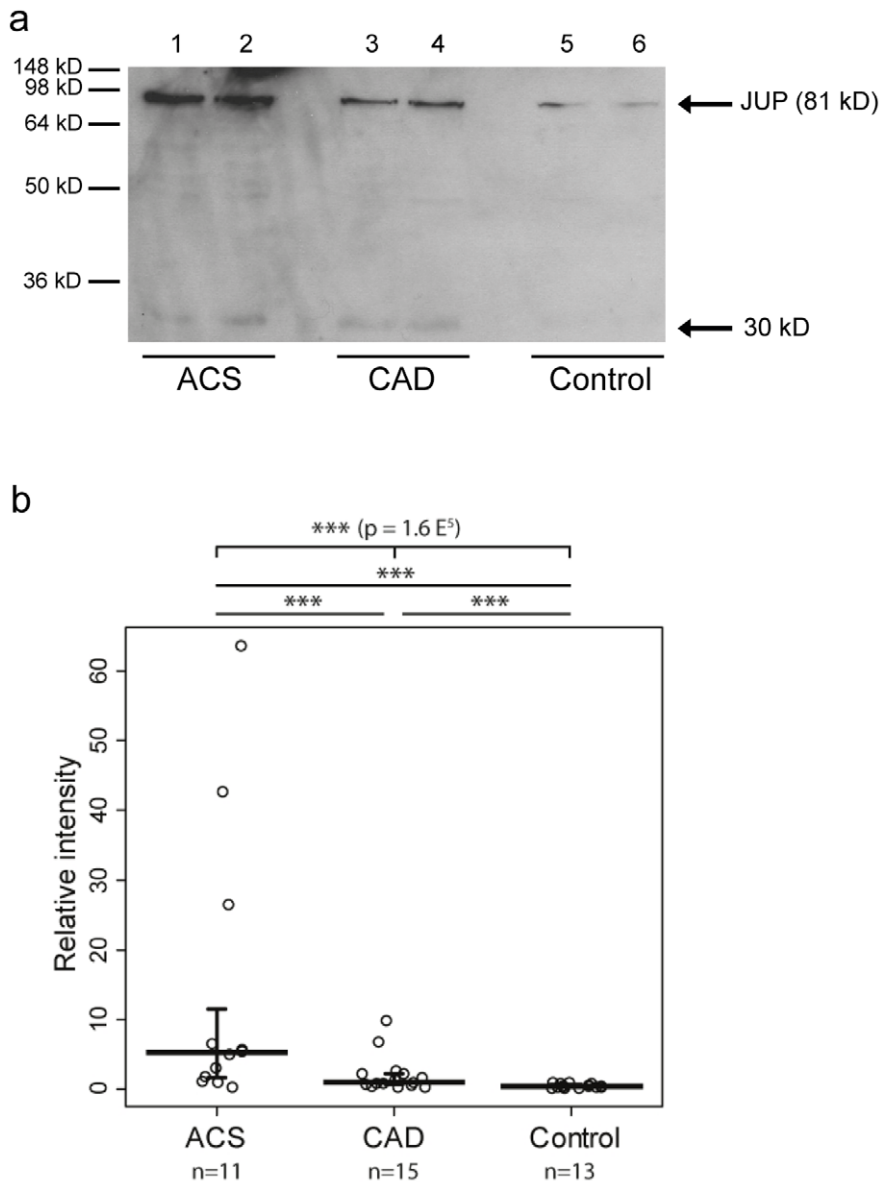 a
1 2 3 4 5 6
148 kD
98 kD
64 kD
50 kD
36 kD
JUP (81 kD)
30 kD
ACS CAD Control
b
*** (p = 1.6 E⁵)
***
*** ***
Relative intensity
60
50
40
30
20
10
0
ACS CAD Control
n=11 n=15 n=13